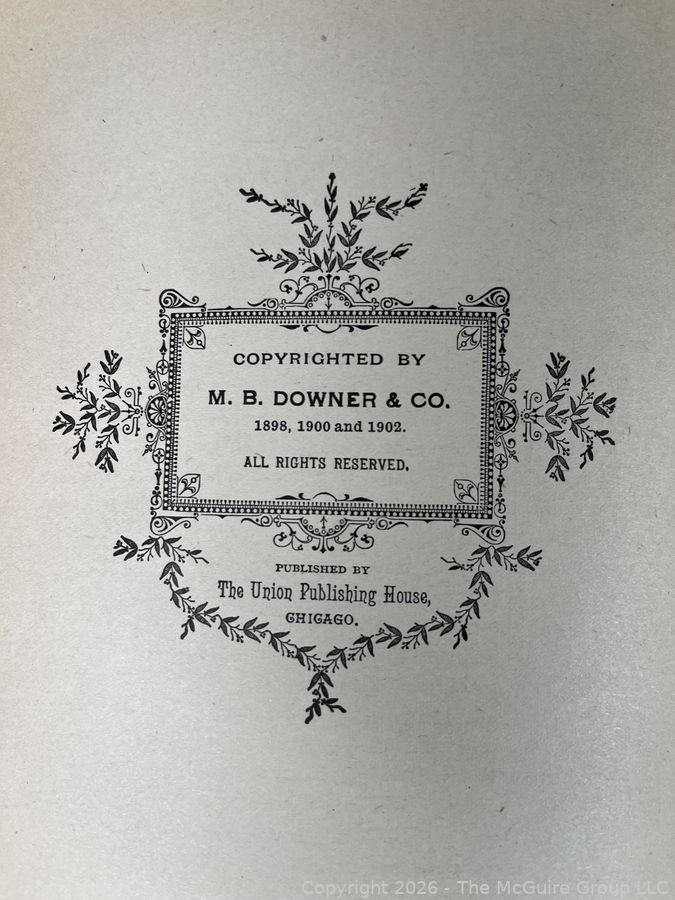 COPYRIGHTED BY
M. B. DOWNER & CO.
1898, 1900 and 1902.
ALL RIGHTS RESERVED.
PUBLISHED BY
The Union Publishing House,
CHICAGO.
Copyright 2026 - The McGuire Group LLC